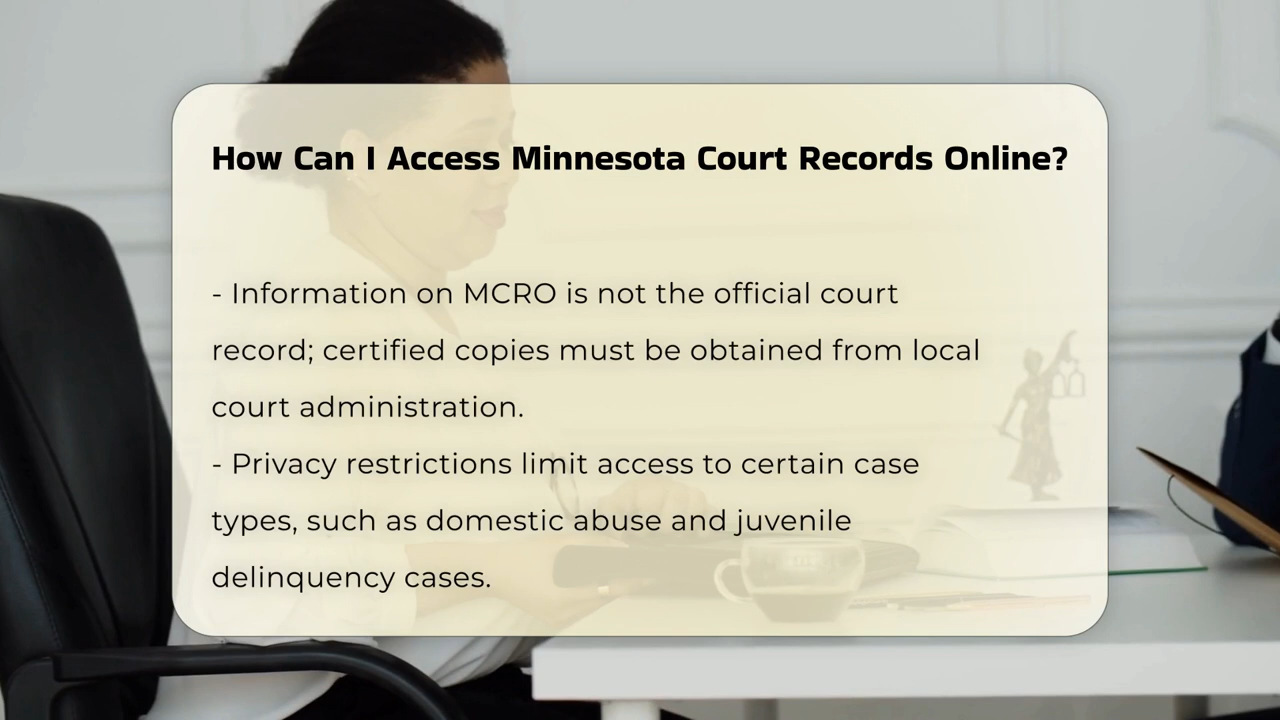 How Can I Access Minnesota Court Records Online?
- Information on MCRO is not the official court
record; certified copies must be obtained from local
court administration.
- Privacy restrictions limit access to certain case
types, such as domestic abuse and juvenile
delinquency cases.